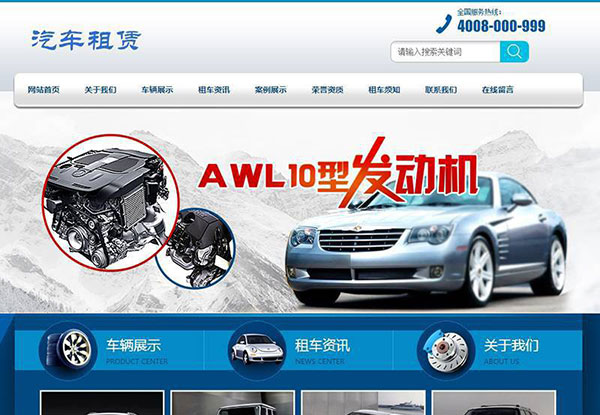 汽车租赁
全国服务热线:
4008-000-999
请输入搜索关键词
网站首页 关于我们 车辆展示 租车资讯 案例展示 荣誉资质 租车须知 联系我们 在线留言
AWL10型发动机
车辆展示 租车资讯 关于我们
PRODUCT CENTER NEWS CENTER ABOUT US